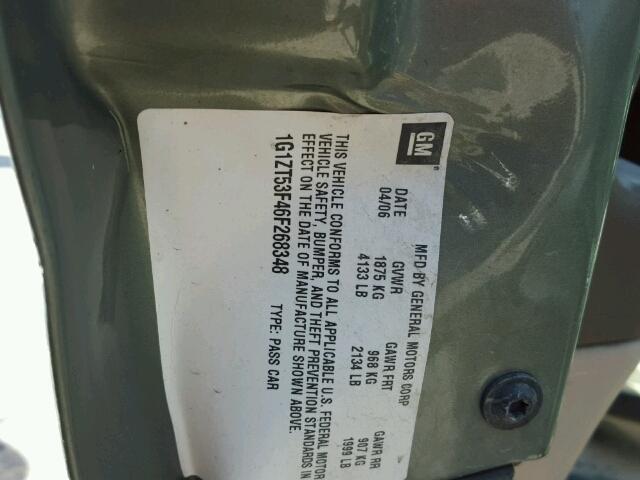 GM
MFD BY GENERAL MOTORS CORP
DATE GVWR GAWR FRT GAWR RR
04/06 1875 KG 968 KG 907 KG
4133 LB 2134 LB 1999 LB
THIS VEHICLE CONFORMS TO ALL APPLICABLE U.S. FEDERAL MOTOR
VEHICLE SAFETY, BUMPER, AND THEFT PREVENTION STANDARDS IN
EFFECT ON THE DATE OF MANUFACTURE SHOWN ABOVE.
1G1ZT53F46F268348 TYPE: PASS CAR